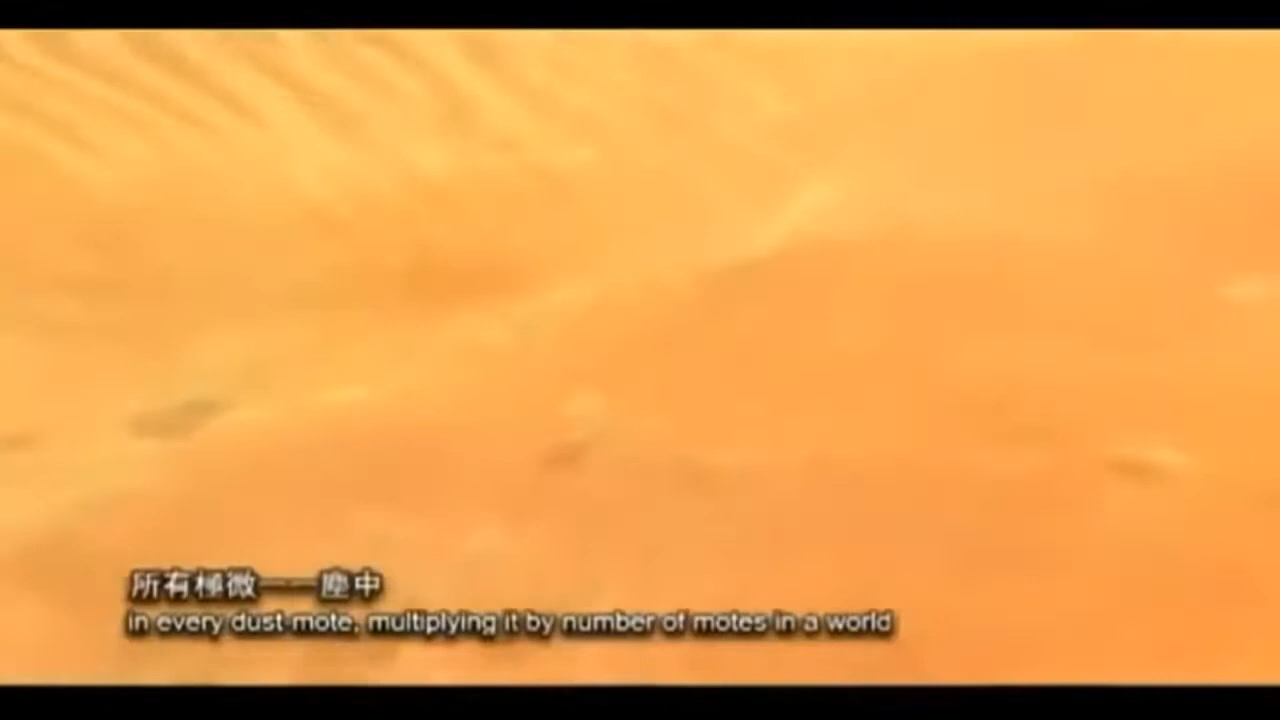 所有極微一一塵中
in every dust-mote, multiplying it by number of motes in a world